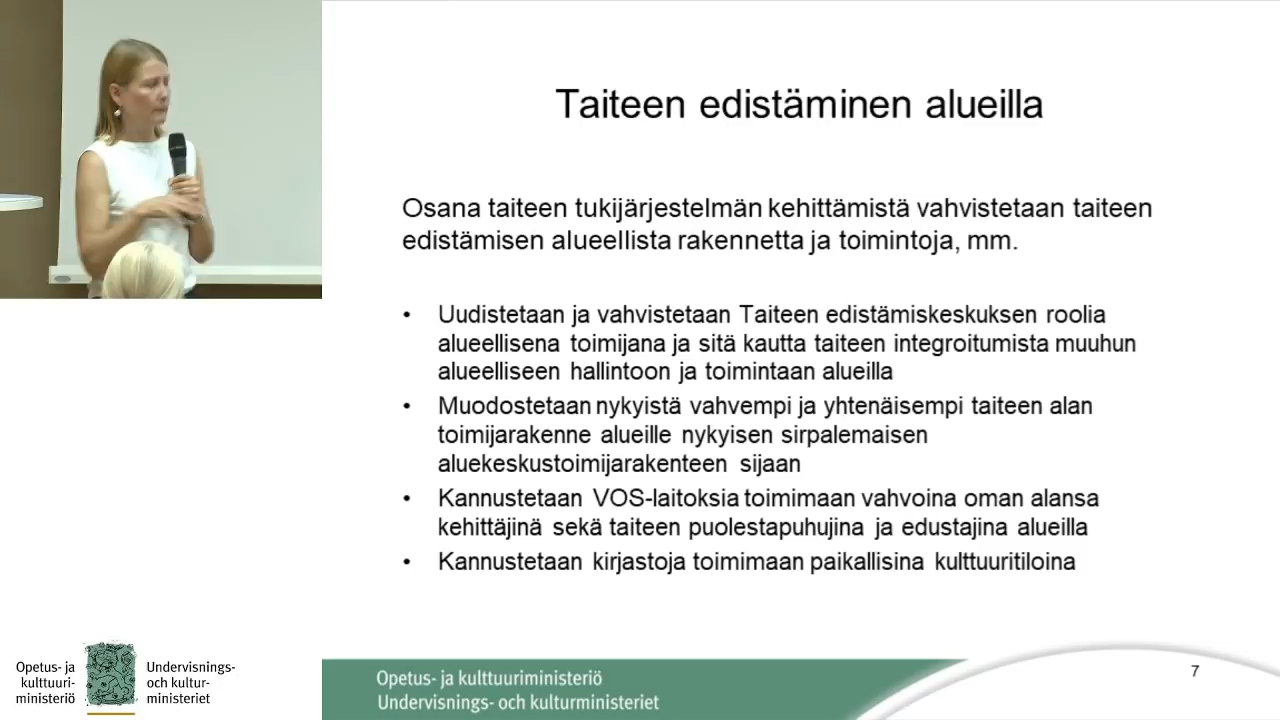 Taiteen edistäminen alueilla
Osana taiteen tukijärjestelmän kehittämistä vahvistetaan taiteen
edistämisen alueellista rakennetta ja toimintoja, mm.
• Uudistetaan ja vahvistetaan Taiteen edistämiskeskuksen roolia
alueellisena toimijana ja sitä kautta taiteen integroitumista muuhun
alueelliseen hallintoon ja toimintaan alueilla
• Muodostetaan nykyistä vahvempi ja yhtenäisempi taiteen alan
toimijarakenne alueille nykyisen sirpalemaisen
aluekeskustoimijarakenteen sijaan
• Kannustetaan VOS-laitoksia toimimaan vahvoina oman alansa
kehittäjinä sekä taiteen puolestapuhujina ja edustajina alueilla
• Kannustetaan kirjastoja toimimaan paikallisina kulttuuritiloina
Opetus- ja
kulttuuri-
ministeriö
Undervisnings-
och kultur-
ministeriet
Opetus- ja kulttuuriministeriö
Undervisnings- och kulturministeriet
7